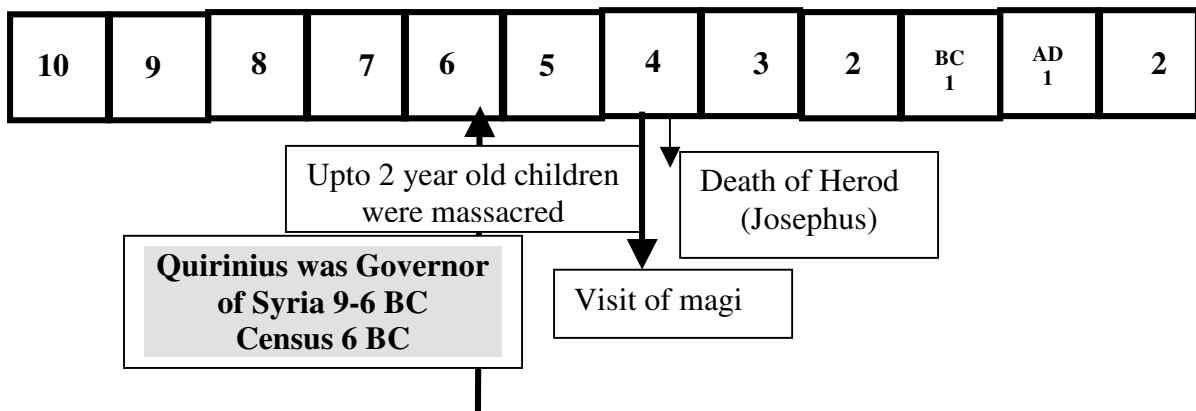 10 9 8 7 6 5 4 3 2 BC 1 AD 1 2
Upto 2 year old children
were massacred
Death of Herod
(Josephus)
Quirinius was Governor
of Syria 9-6 BC
Census 6 BC
Visit of magi